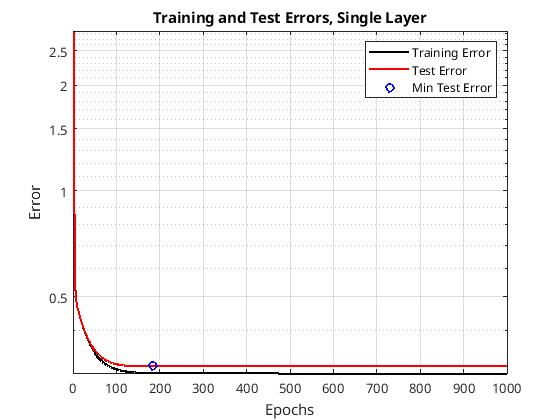 Training and Test Errors, Single Layer
Training Error
Test Error
Min Test Error
2.5
2
1.5
1
0.5
Error
0 100 200 300 400 500 600 700 800 900 1000
Epochs